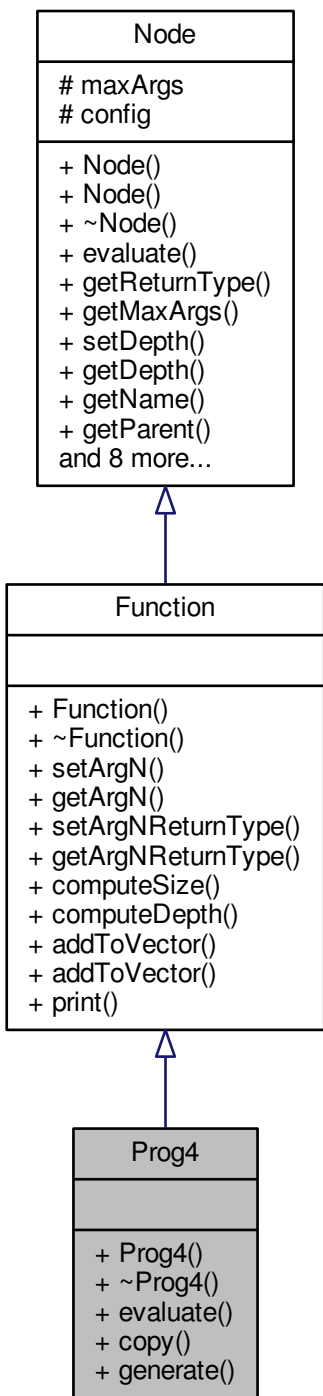 Node
# maxArgs
# config
+ Node()
+ Node()
+ ~Node()
+ evaluate()
+ getReturnType()
+ getMaxArgs()
+ setDepth()
+ getDepth()
+ getName()
+ getParent()
and 8 more...
Function
+ Function()
+ ~Function()
+ setArgN()
+ getArgN()
+ setArgNReturnType()
+ getArgNReturnType()
+ computeSize()
+ computeDepth()
+ addToVector()
+ addToVector()
+ print()
Prog4
+ Prog4()
+ ~Prog4()
+ evaluate()
+ copy()
+ generate()